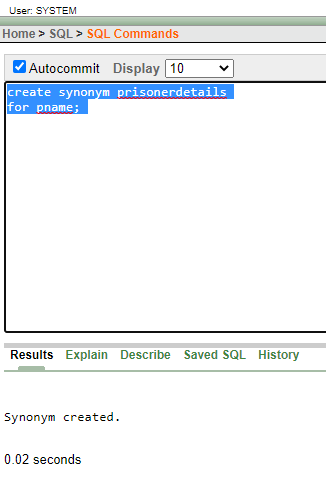 User: SYSTEM
Home > SQL > SQL Commands
Autocommit Display 10
create synonym prisonerdetails
for pname;
Results Explain Describe Saved SQL History
Synonym created.
0.02 seconds